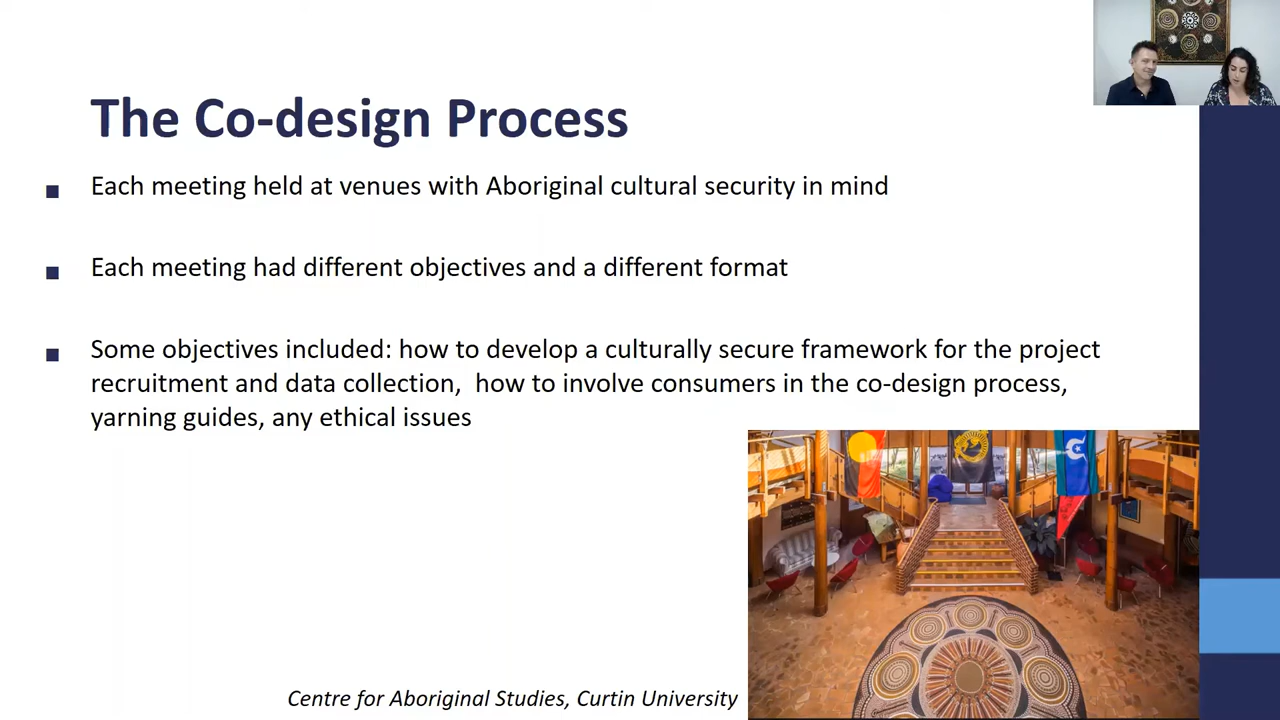 The Co-design Process
Each meeting held at venues with Aboriginal cultural security in mind
Each meeting had different objectives and a different format
Some objectives included: how to develop a culturally secure framework for the project
recruitment and data collection,  how to involve consumers in the co-design process,
yarning guides, any ethical issues
Centre for Aboriginal Studies, Curtin University